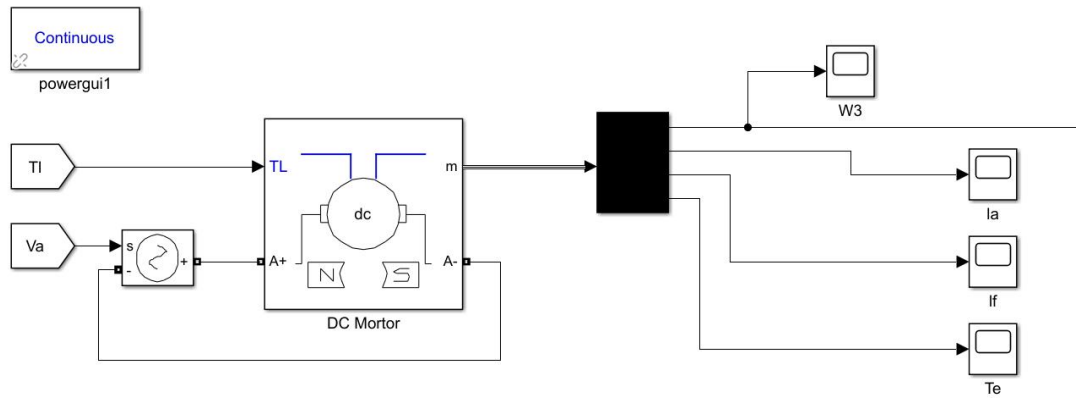 Continuous
powergui1
W3
Tl
TL
m
dc
Ia
Va
s
-
+
A+
N
S
A-
If
DC Mortor
Te